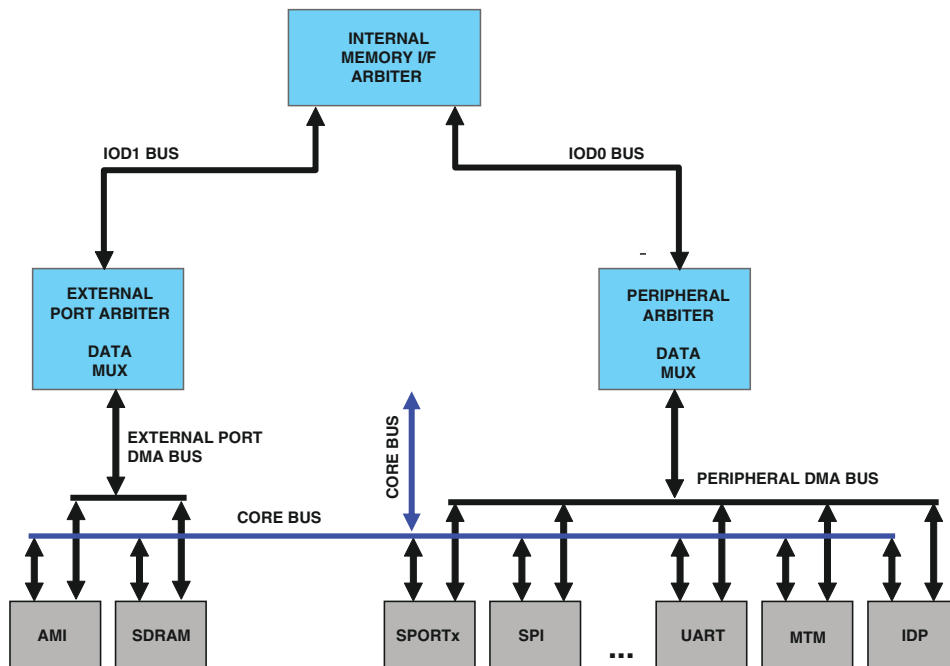 INTERNAL
MEMORY I/F
ARBITER
IOD1 BUS
IOD0 BUS
EXTERNAL
PORT ARBITER
DATA
MUX
PERIPHERAL
ARBITER
DATA
MUX
EXTERNAL PORT
DMA BUS
CORE BUS
PERIPHERAL DMA BUS
CORE BUS
AMI
SDRAM
SPORTx
SPI
...
UART
MTM
IDP